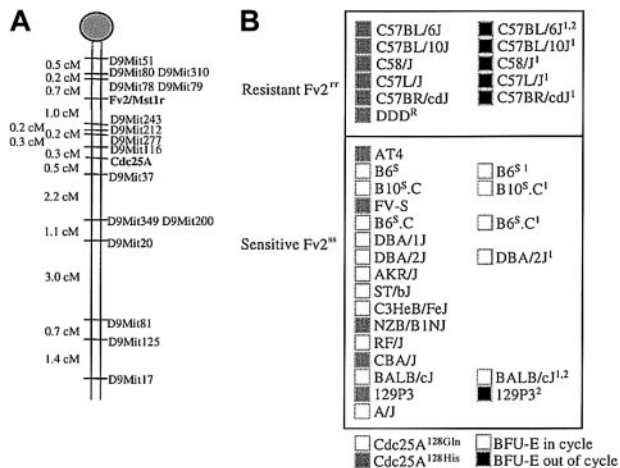 A
0.5 cM
0.2 cM
0.7 cM
1.0 cM
0.2 cM
0.2 cM
0.3 cM
0.3 cM
0.5 cM
2.2 cM
1.1 cM
3.0 cM
0.7 cM
1.4 cM
D9Mit51
D9Mit80 D9Mit310
D9Mit78 D9Mit79
Fv2/Mst1r
D9Mit243
D9Mit212
D9Mit277
D9Mit116
Cdc25A
D9Mit37
D9Mit349 D9Mit200
D9Mit20
D9Mit81
D9Mit125
D9Mit17
B
Resistant Fv2rr
C57BL/6J C57BL/6J1,2
C57BL/10J C57BL/10J1
C58/J C58/J1
C57L/J C57L/J1
C57BR/cdJ C57BR/cdJ1
DDDR
Sensitive Fv2ss
AT4
B6S B6S 1
B10S.C B10S.C1
FV-S
B6S.C B6S.C1
DBA/1J
DBA/2J DBA/2J1
AKR/J
ST/bJ
C3HeB/FeJ
NZB/B1NJ
RF/J
CBA/J
BALB/cJ BALB/cJ1,2
129P3 129P32
A/J
Cdc25A128Gln BFU-E in cycle
Cdc25A128His BFU-E out of cycle